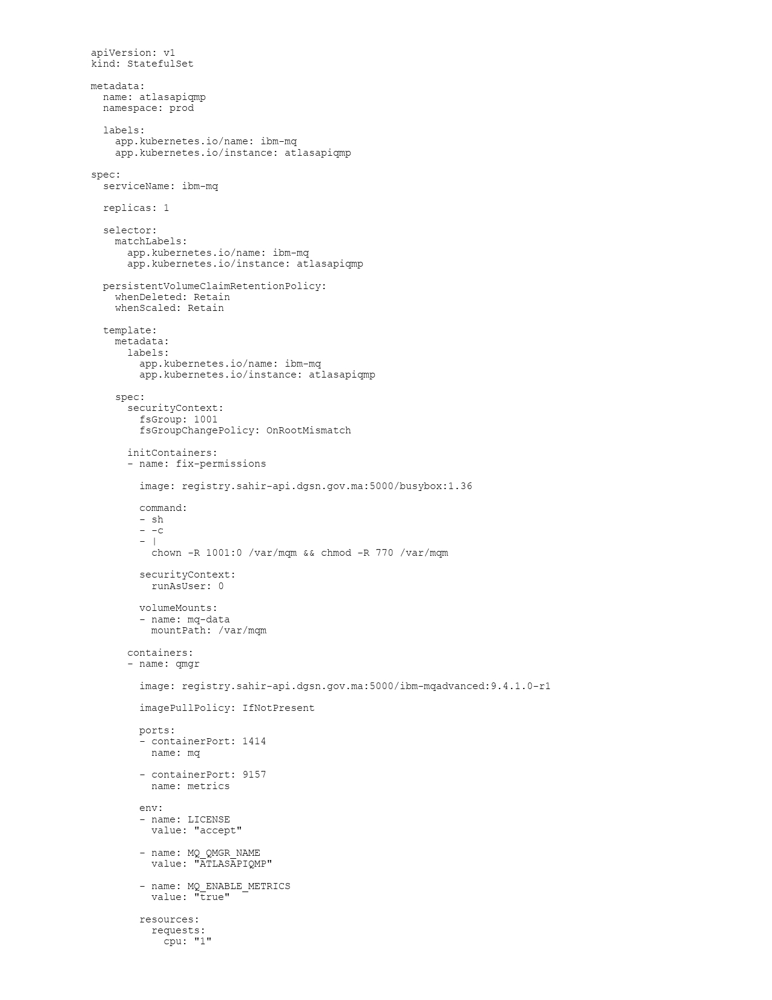 apiVersion: v1
kind: StatefulSet
metadata:
  name: atlasapiqmp
  namespace: prod
  labels:
    app.kubernetes.io/name: ibm-mq
    app.kubernetes.io/instance: atlasapiqmp
spec:
  serviceName: ibm-mq
  replicas: 1
  selector:
    matchLabels:
      app.kubernetes.io/name: ibm-mq
      app.kubernetes.io/instance: atlasapiqmp
  persistentVolumeClaimRetentionPolicy:
    whenDeleted: Retain
    whenScaled: Retain
  template:
    metadata:
      labels:
        app.kubernetes.io/name: ibm-mq
        app.kubernetes.io/instance: atlasapiqmp
    spec:
      securityContext:
        fsGroup: 1001
        fsGroupChangePolicy: OnRootMismatch
      initContainers:
      - name: fix-permissions
        image: registry.sahir-api.dgsn.gov.ma:5000/busybox:1.36
        command:
        - sh
        - -c
        - |
          chown -R 1001:0 /var/mqm && chmod -R 770 /var/mqm
        securityContext:
          runAsUser: 0
        volumeMounts:
        - name: mq-data
          mountPath: /var/mqm
      containers:
      - name: qmgr
        image: registry.sahir-api.dgsn.gov.ma:5000/ibm-mqadvanced:9.4.1.0-r1
        imagePullPolicy: IfNotPresent
        ports:
        - containerPort: 1414
          name: mq
        - containerPort: 9157
          name: metrics
        env:
        - name: LICENSE
          value: "accept"
        - name: MQ_QMGR_NAME
          value: "ATLASAPIQMP"
        - name: MQ_ENABLE_METRICS
          value: "true"
        resources:
          requests:
            cpu: "1"